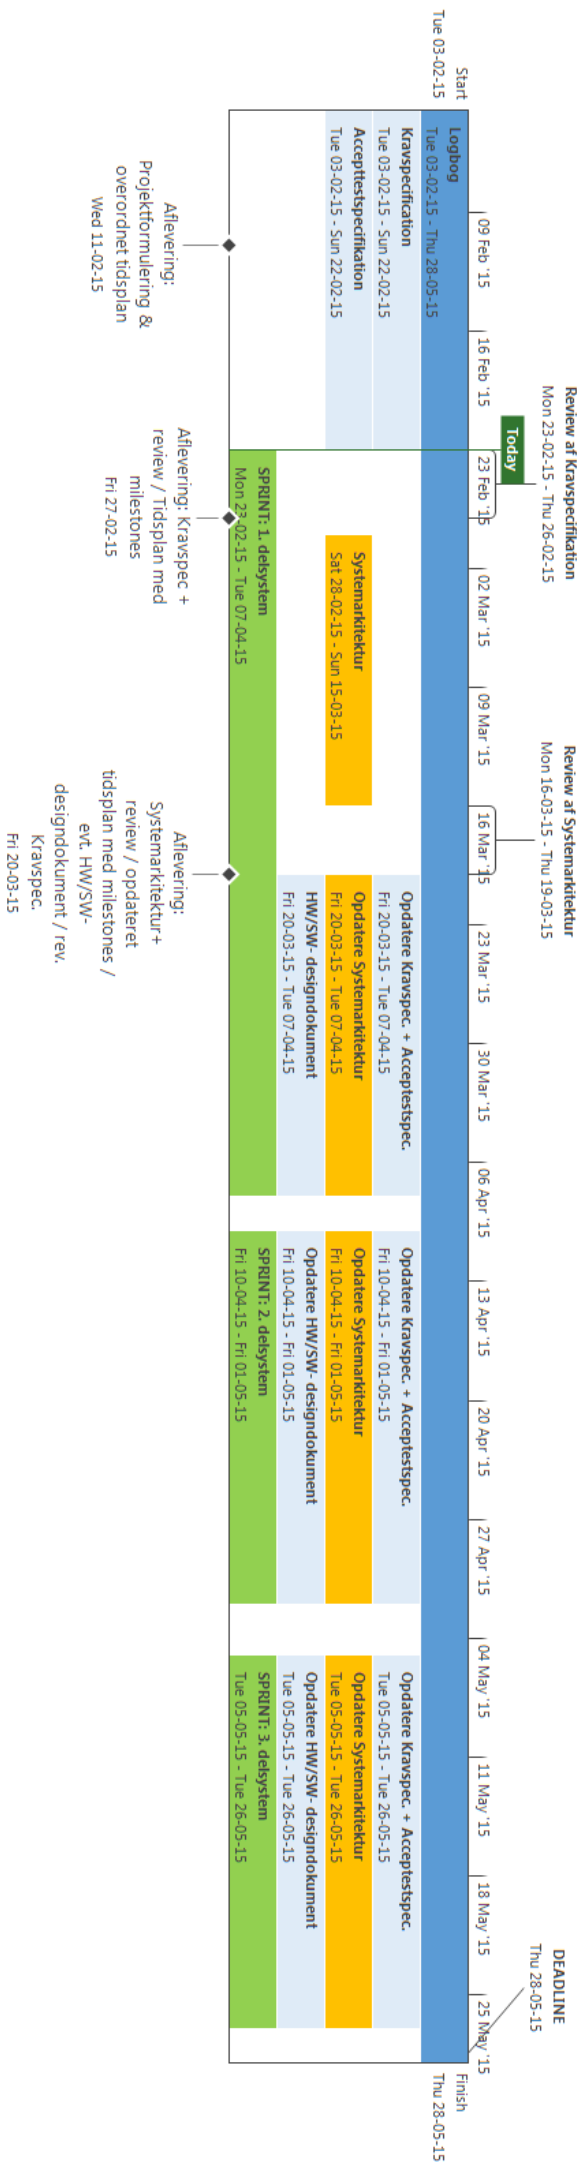 Review af Kravspecifikation
Mon 23-02-15 - Thu 26-02-15
Review af Systemarkitektur
Mon 16-03-15 - Thu 19-03-15
DEADLINE
Thu 28-05-15
Today
Start
Tue 03-02-15
09 Feb '15
16 Feb '15
23 Feb '15
02 Mar '15
09 Mar '15
16 Mar '15
23 Mar '15
30 Mar '15
06 Apr '15
13 Apr '15
20 Apr '15
27 Apr '15
04 May '15
11 May '15
18 May '15
25 May '15
Finish
Thu 28-05-15
Logbog
Tue 03-02-15 - Thu 28-05-15
Kravspecification
Tue 03-02-15 - Sun 22-02-15
Opdatere Kravspec. + Acceptestspec.
Fri 20-03-15 - Tue 07-04-15
Opdatere Kravspec. + Acceptestspec.
Fri 10-04-15 - Fri 01-05-15
Opdatere Kravspec. + Acceptestspec.
Tue 05-05-15 - Tue 26-05-15
Accepttestspecifikation
Tue 03-02-15 - Sun 22-02-15
Systemarkitektur
Sat 28-02-15 - Sun 15-03-15
Opdatere Systemarkitektur
Fri 20-03-15 - Tue 07-04-15
Opdatere Systemarkitektur
Fri 10-04-15 - Fri 01-05-15
Opdatere Systemarkitektur
Tue 05-05-15 - Tue 26-05-15
HW/SW- designdokument
Fri 20-03-15 - Tue 07-04-15
Opdatere HW/SW- designdokument
Fri 10-04-15 - Fri 01-05-15
Opdatere HW/SW- designdokument
Tue 05-05-15 - Tue 26-05-15
SPRINT: 1. delsystem
Mon 23-02-15 - Tue 07-04-15
SPRINT: 2. delsystem
Fri 10-04-15 - Fri 01-05-15
SPRINT: 3. delsystem
Tue 05-05-15 - Tue 26-05-15
Aflevering:
Projektformulering &
overordnet tidsplan
Wed 11-02-15
Aflevering: Kravspec +
review / Tidsplan med
milestones
Fri 27-02-15
Aflevering:
Systemarkitektur+
review / opdateret
tidsplan med milestones /
evt. HW/SW-
designdokument / rev.
Kravspec.
Fri 20-03-15